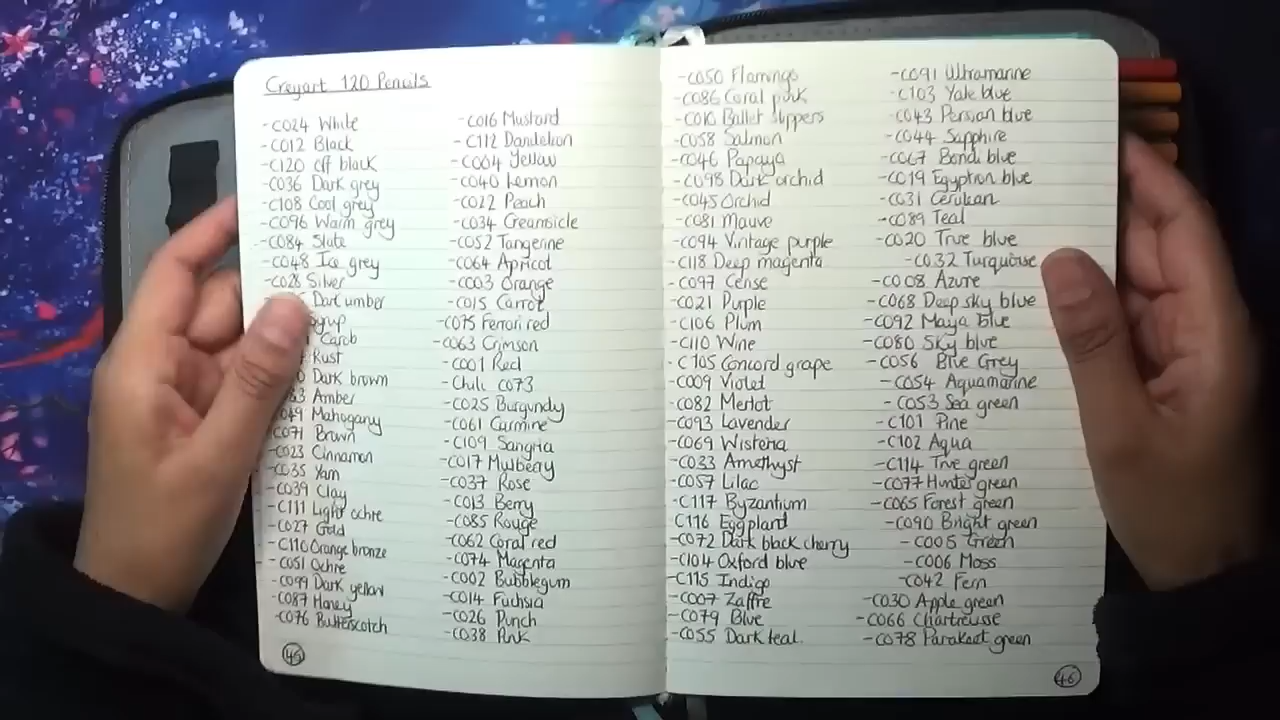 Creyart 120 Pencils
- C024 White
- C012 Black
- C120 Off black
- C036 Dark grey
- C108 Cool grey
- C096 Warm grey
- C084 Slate
- C048 Ice grey
- C028 Silver
Dark umber
Carob
Rust
Dark brown
Amber
C049 Mahogany
C071 Brown
- C023 Cinnamon
- C035 Yam
- C039 Clay
- C111 Light ochre
- C027 Gold
- C110 Orange bronze
- C051 Ochre
- C099 Dark yellow
- C087 Honey
- C076 Butterscotch
- C016 Mustard
- C112 Dandelion
- C004 Yellow
- C040 Lemon
- C022 Peach
- C034 Creamsicle
- C052 Tangerine
- C064 Apricot
- C003 Orange
- C015 Carrot
- C075 Ferrari red
- C063 Crimson
- C001 Red
- Chili C073
- C025 Burgundy
- C061 Carmine
- C109 Sangria
- C017 Mulberry
- C037 Rose
- C013 Berry
- C085 Rouge
- C062 Coral red
- C074 Magenta
- C002 Bubblegum
- C014 Fuchsia
- C026 Punch
- C038 Pink
45
- C050 Flamingo
- C086 Coral pink
- C010 Ballet slippers
- C058 Salmon
- C046 Papaya
- C098 Dark orchid
- C045 Orchid
- C081 Mauve
- C094 Vintage purple
- C118 Deep magenta
- C097 Cerise
- C021 Purple
- C106 Plum
- C110 Wine
- C105 Concord grape
- C009 Violet
- C082 Merlot
- C093 Lavender
- C069 Wisteria
- C033 Amethyst
- C057 Lilac
- C117 Byzantium
C116 Eggplant
- C072 Dark black cherry
- C104 Oxford blue
- C115 Indigo
- C007 Zaffre
- C079 Blue
- C055 Dark teal
- C091 Ultramarine
- C103 Yale blue
- C043 Persian blue
- C044 Sapphire
- C067 Bondi blue
- C019 Egyptian blue
- C031 Cerulean
- C089 Teal
- C020 True blue
- C032 Turquoise
- C008 Azure
- C068 Deep sky blue
- C092 Maya blue
- C080 Sky blue
- C056 Blue Grey
- C054 Aquamarine
- C053 Sea green
- C101 Pine
- C102 Aqua
- C114 True green
- C077 Hunter green
- C065 Forest green
- C090 Bright green
- C005 Green
- C006 Moss
- C042 Fern
- C030 Apple green
- C066 Chartreusse
- C078 Parakeet green
46